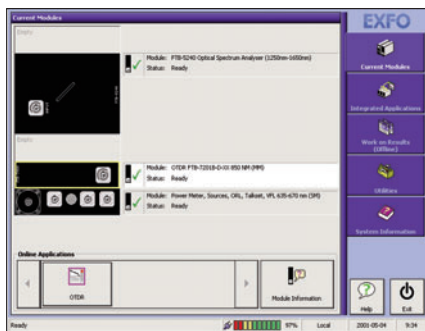 Current Modules
EXFO
Empty
Module: FTB-5240 Optical Spectrum Analyser (1250nm-1650nm)
Status: Ready
Current Modules
Integrated Applications
Empty
Work on Results
(Offline)
Module: OTDR FTB-7201B-D-XX 850 NM (MM)
Status: Ready
Utilities
Module: Power Meter, Sources, ORL, Talkset, VFL 635-670 nm (SM)
Status: Ready
System Information
Online Applications
OTDR
Module Information
Help
Exit
Ready
97%
Local
2001-05-04
9:34